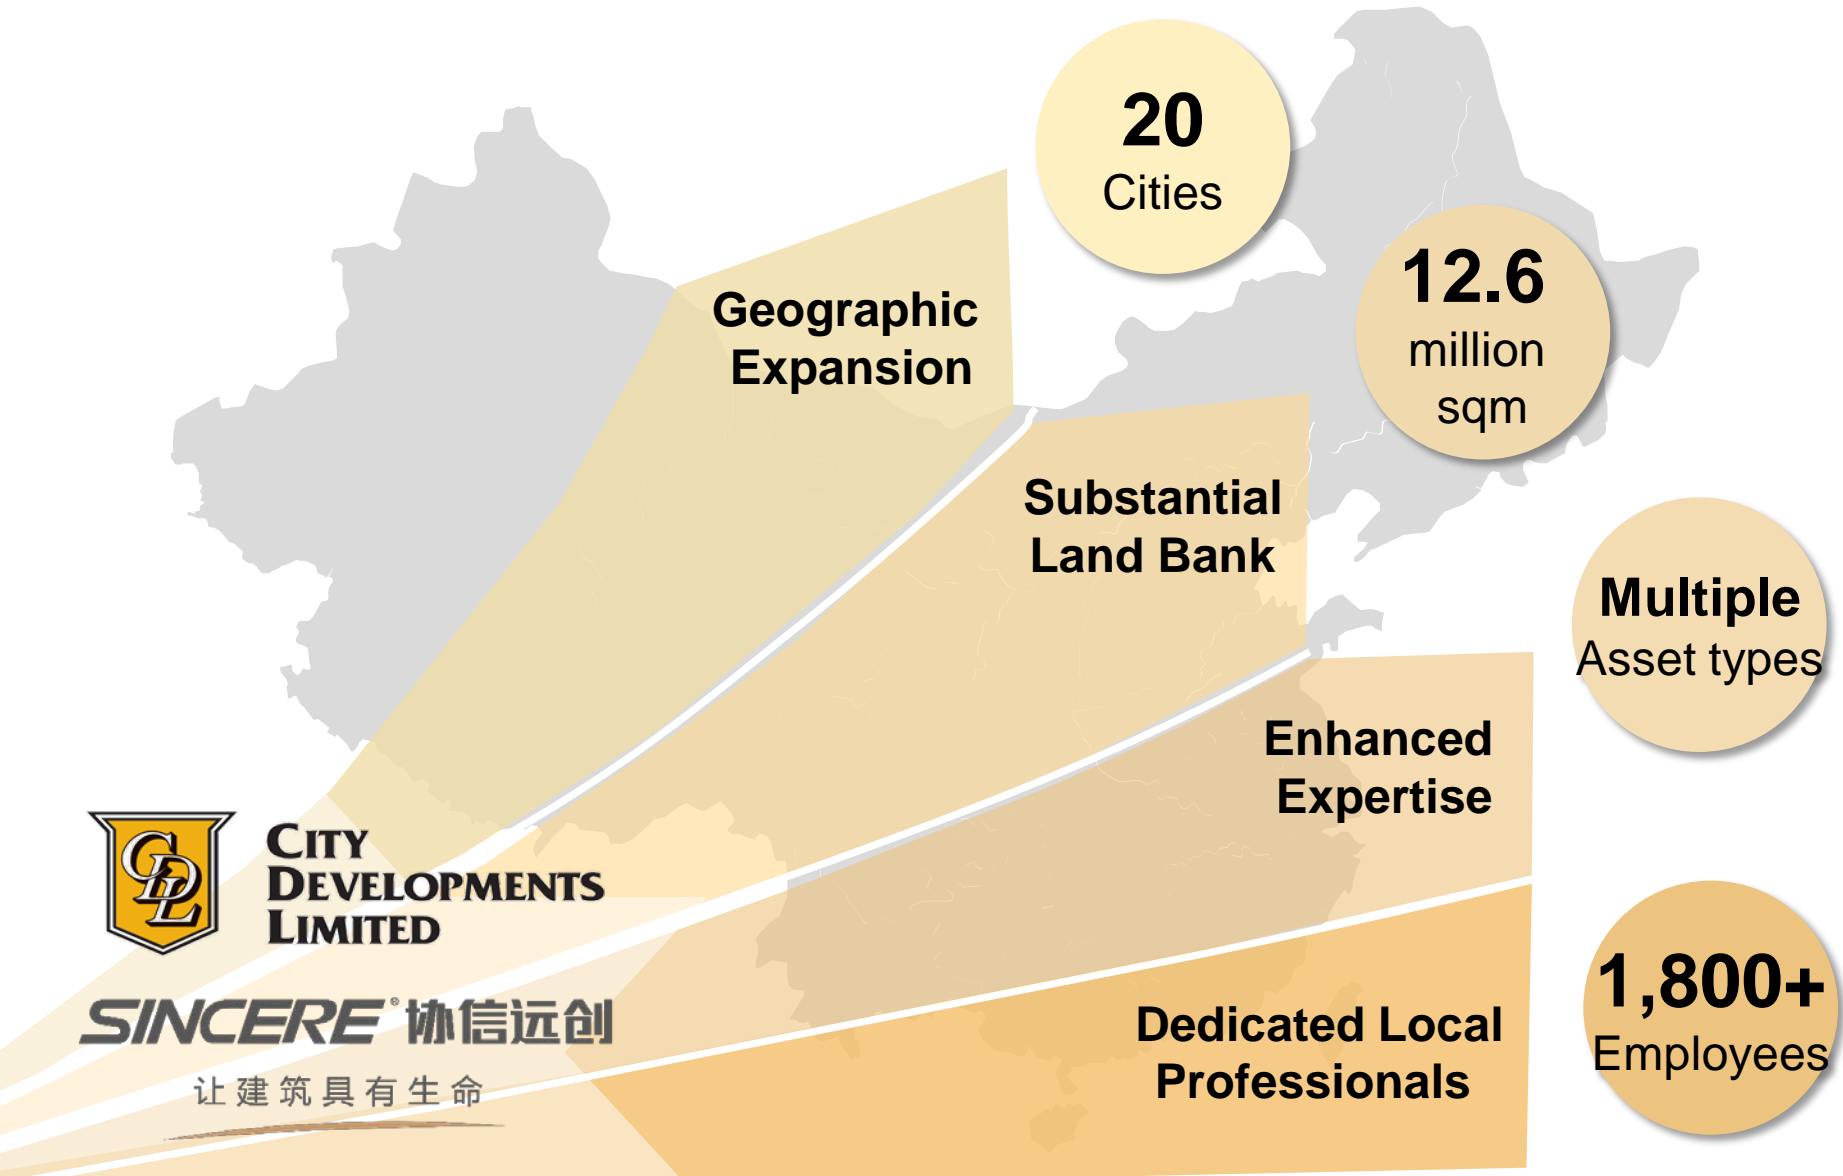 20
Cities
Geographic
Expansion
12.6
million
sqm
Substantial
Land Bank
Multiple
Asset types
Enhanced
Expertise
1,800+
Employees
Dedicated Local
Professionals
CDL
CITY
DEVELOPMENTS
LIMITED
SINCERE® 协信远创
让建筑具有生命